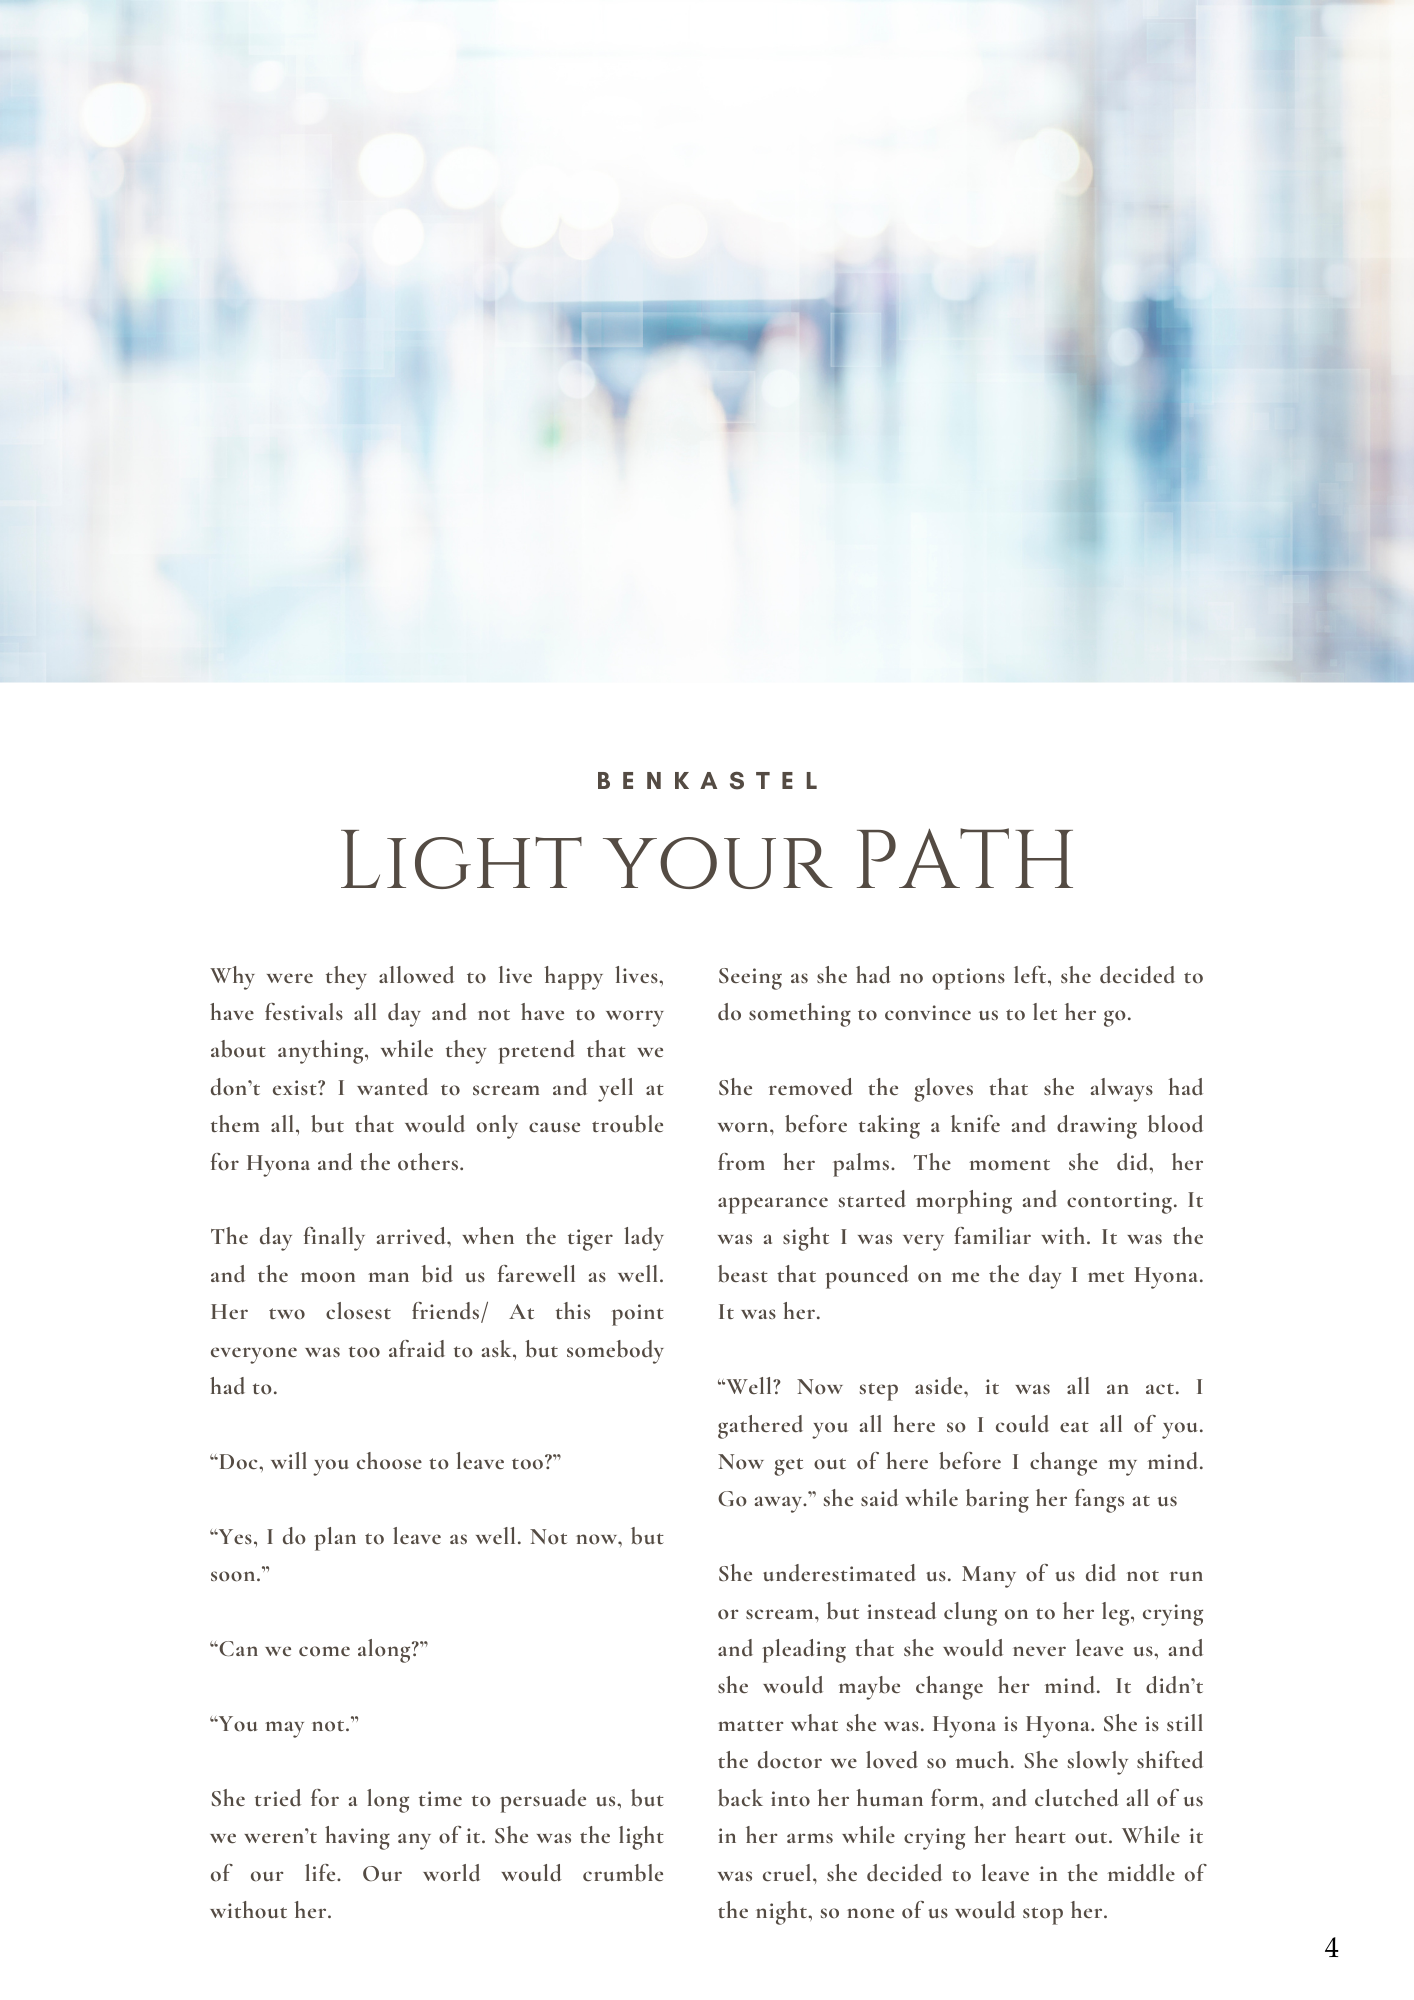 BENKASTEL
LIGHT YOUR PATH
Why were they allowed to live happy lives,
have festivals all day and not have to worry
about anything, while they pretend that we
don’t exist? I wanted to scream and yell at
them all, but that would only cause trouble
for Hyona and the others.
The day finally arrived, when the tiger lady
and the moon man bid us farewell as well.
Her two closest friends/ At this point
everyone was too afraid to ask, but somebody
had to.
“Doc, will you choose to leave too?”
“Yes, I do plan to leave as well. Not now, but
soon.”
“Can we come along?”
“You may not.”
She tried for a long time to persuade us, but
we weren’t having any of it. She was the light
of our life. Our world would crumble
without her.
Seeing as she had no options left, she decided to
do something to convince us to let her go.
She removed the gloves that she always had
worn, before taking a knife and drawing blood
from her palms. The moment she did, her
appearance started morphing and contorting. It
was a sight I was very familiar with. It was the
beast that pounced on me the day I met Hyona.
It was her.
“Well? Now step aside, it was all an act. I
gathered you all here so I could eat all of you.
Now get out of here before I change my mind.
Go away.” she said while baring her fangs at us
She underestimated us. Many of us did not run
or scream, but instead clung on to her leg, crying
and pleading that she would never leave us, and
she would maybe change her mind. It didn’t
matter what she was. Hyona is Hyona. She is still
the doctor we loved so much. She slowly shifted
back into her human form, and clutched all of us
in her arms while crying her heart out. While it
was cruel, she decided to leave in the middle of
the night, so none of us would stop her.
4